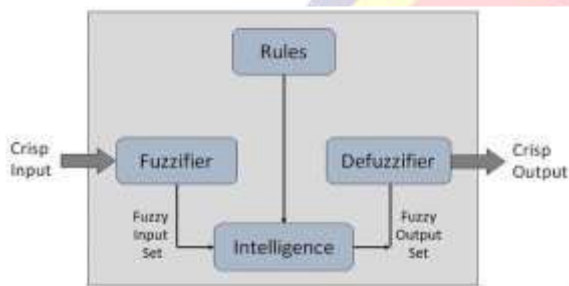 Rules
Crisp
Input
Fuzzifier
Defuzzifier
Crisp
Output
Fuzzy
Input
Set
Intelligence
Fuzzy
Output
Set